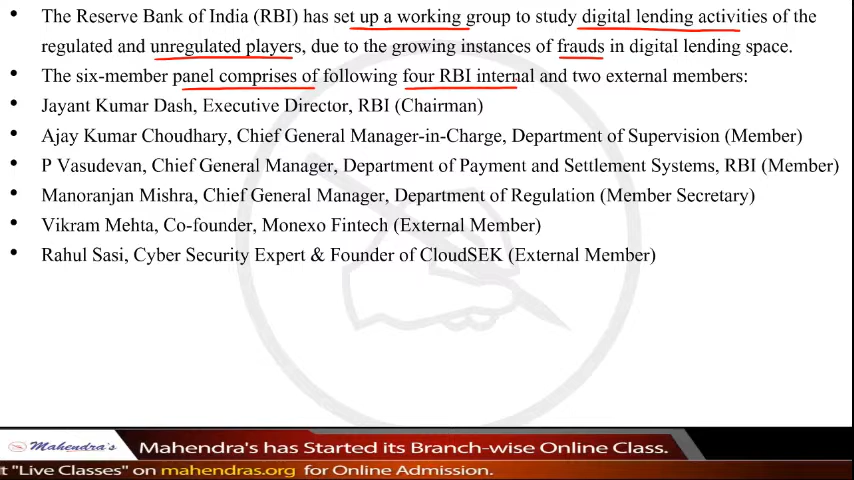 • The Reserve Bank of India (RBI) has set up a working group to study digital lending activities of the
regulated and unregulated players, due to the growing instances of frauds in digital lending space.
• The six-member panel comprises of following four RBI internal and two external members:
• Jayant Kumar Dash, Executive Director, RBI (Chairman)
• Ajay Kumar Choudhary, Chief General Manager-in-Charge, Department of Supervision (Member)
• P Vasudevan, Chief General Manager, Department of Payment and Settlement Systems, RBI (Member)
• Manoranjan Mishra, Chief General Manager, Department of Regulation (Member Secretary)
• Vikram Mehta, Co-founder, Monexo Fintech (External Member)
• Rahul Sasi, Cyber Security Expert & Founder of CloudSEK (External Member)
Mahendra's
Mahendra's has Started its Branch-wise Online Class.
t "Live Classes" on mahendras.org for Online Admission.